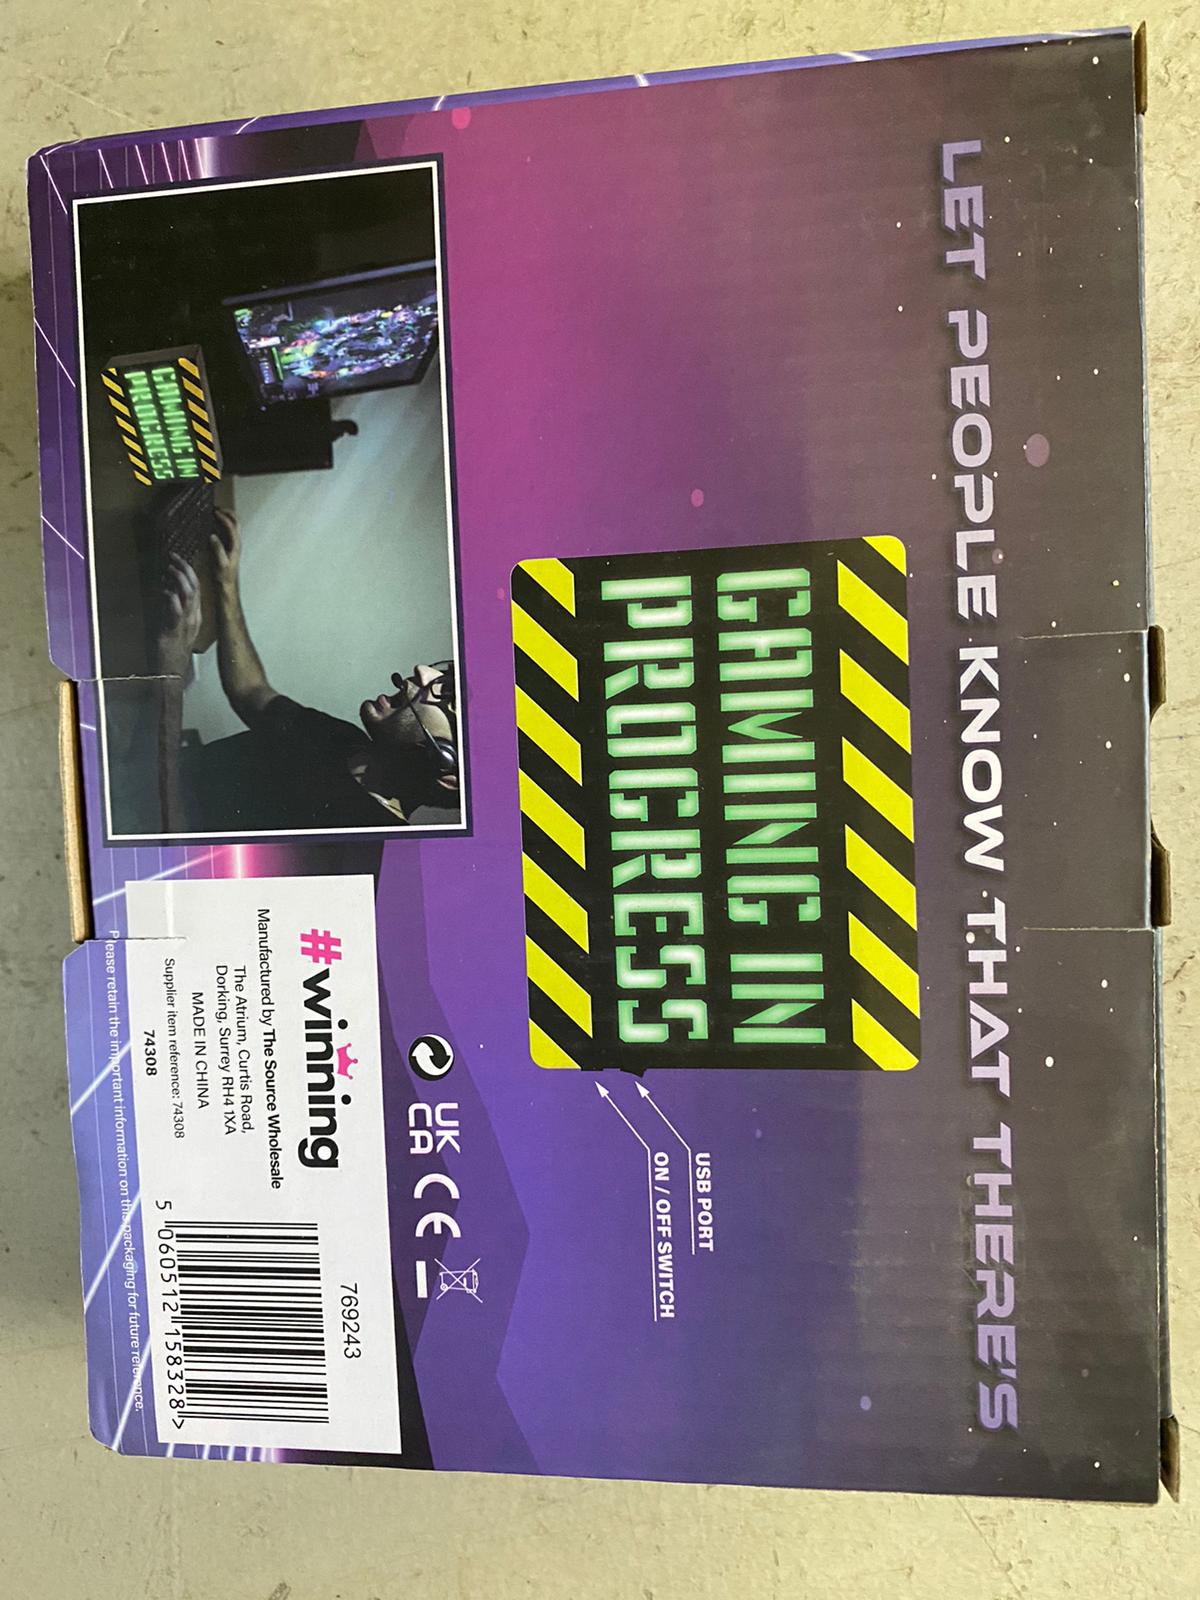 LET PEOPLE KNOW THAT THERE'S
GAMING IN
PROGRESS
USB PORT
ON / OFF SWITCH
GAMING IN
PROGRESS
UK
CA
CE
#winning
Manufactured by The Source Wholesale
The Atrium, Curtis Road,
Dorking, Surrey RH4 1XA
MADE IN CHINA
Supplier item reference: 74308
74308
769243
5 060512 158328 >
Please retain the important information on this packaging for future reference.